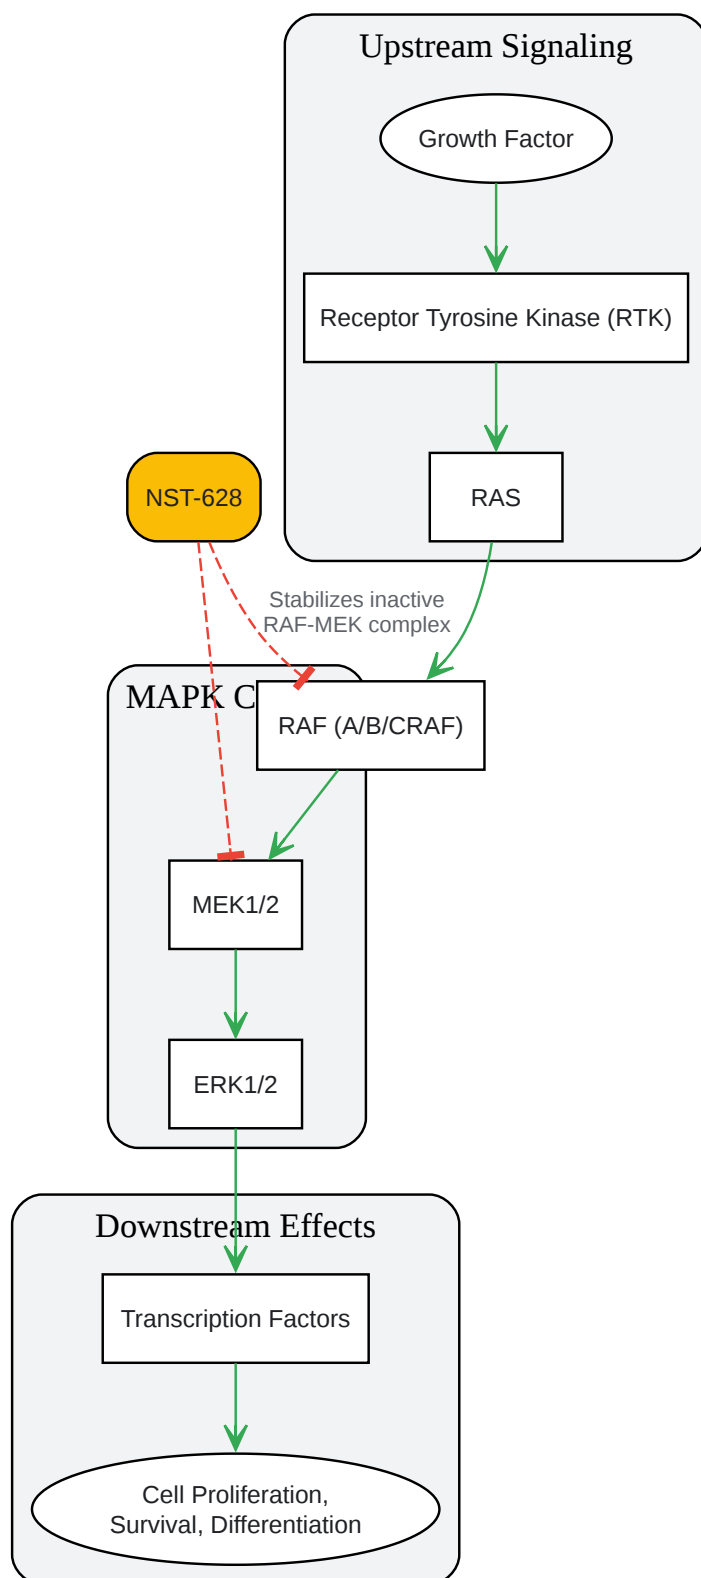 Upstream Signaling
Growth Factor
Receptor Tyrosine Kinase (RTK)
RAS
NST-628
Stabilizes inactive
RAF-MEK complex
MAPK C
RAF (A/B/CRAF)
MEK1/2
ERK1/2
Downstream Effects
Transcription Factors
Cell Proliferation,
Survival, Differentiation